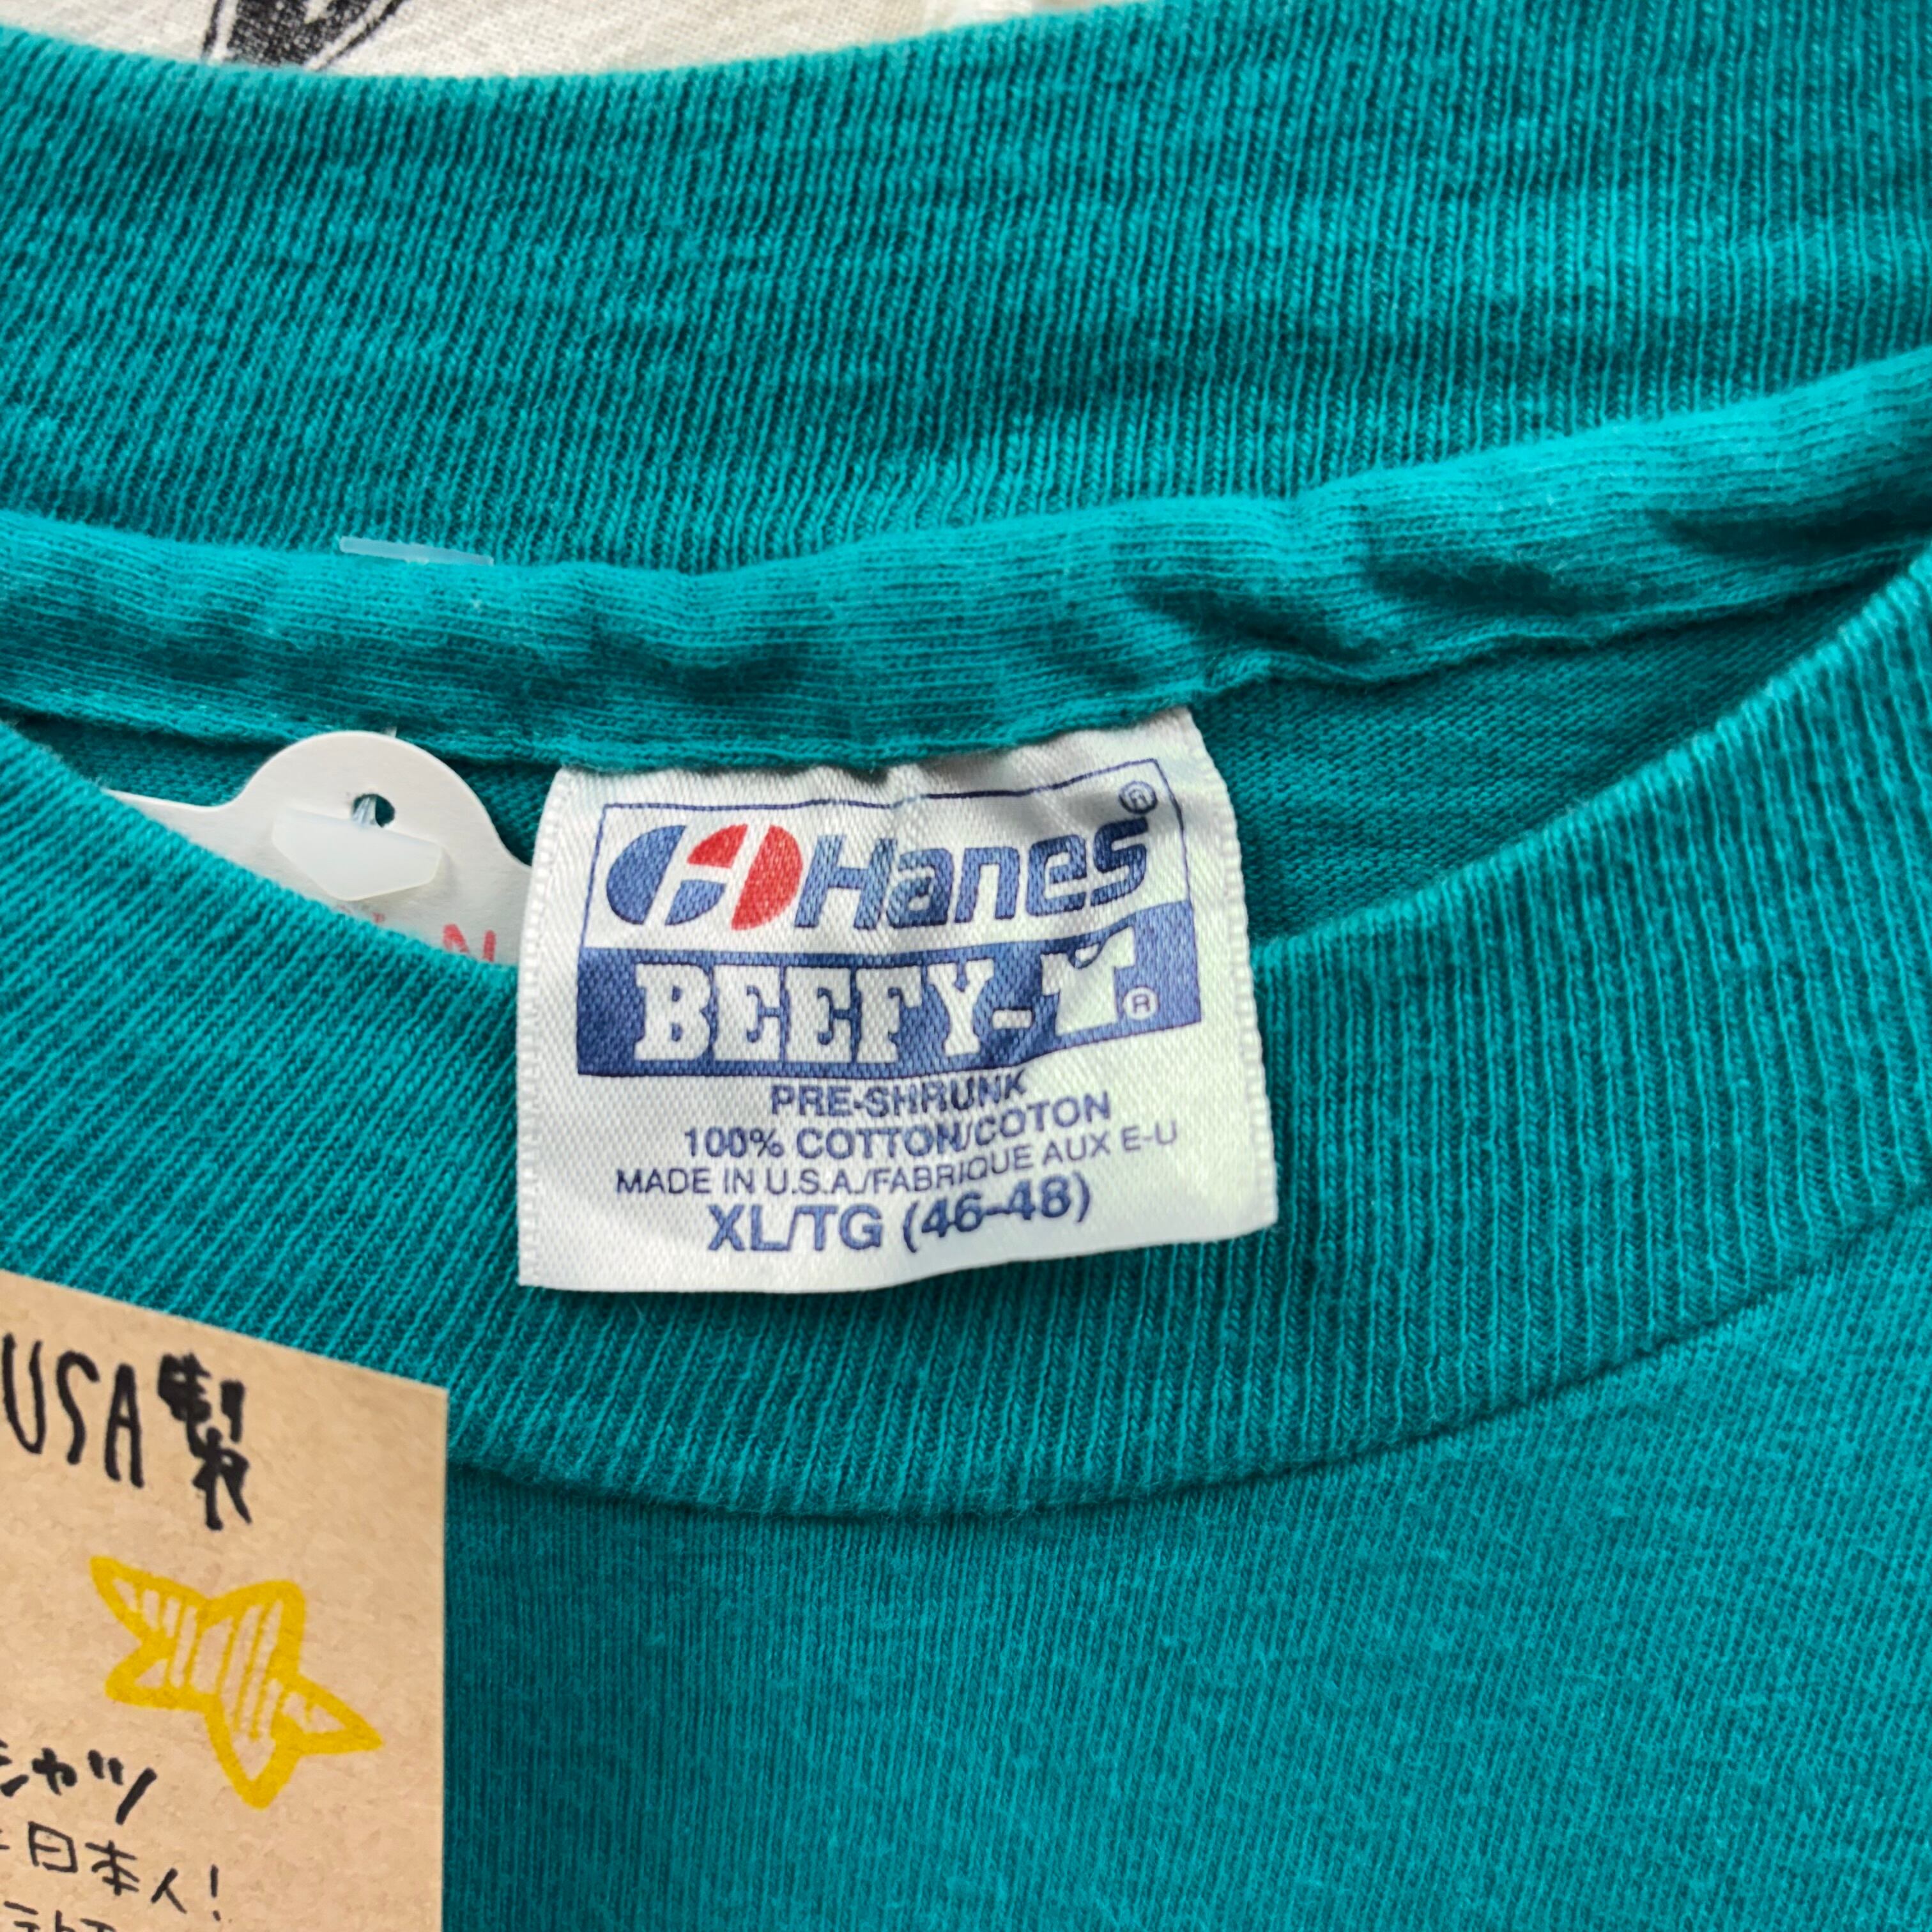 Hanes®
BEEFY-T®
PRE-SHRUNK
100% COTTON/COTON
MADE IN U.S.A./FABRIQUE AUX E-U
XL/TG (46-48)
USA製
シャツ
日本人!